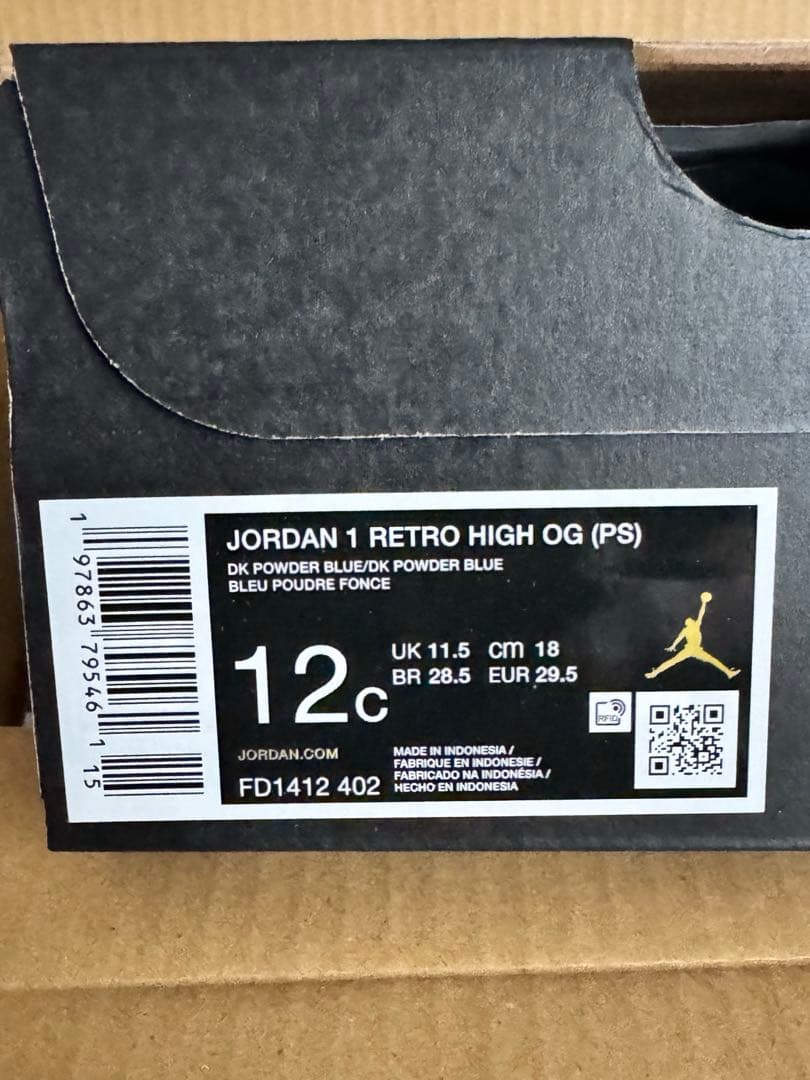 JORDAN 1 RETRO HIGH OG (PS)
DK POWDER BLUE/DK POWDER BLUE
BLEU POUDRE FONCE
12c
UK 11.5 cm 18
BR 28.5 EUR 29.5
RFID
JORDAN.COM
FD1412 402
MADE IN INDONESIA /
FABRIQUE EN INDONESIE /
FABRICADO NA INDONÉSIA /
HECHO EN INDONESIA
1 97863 79546 1 15